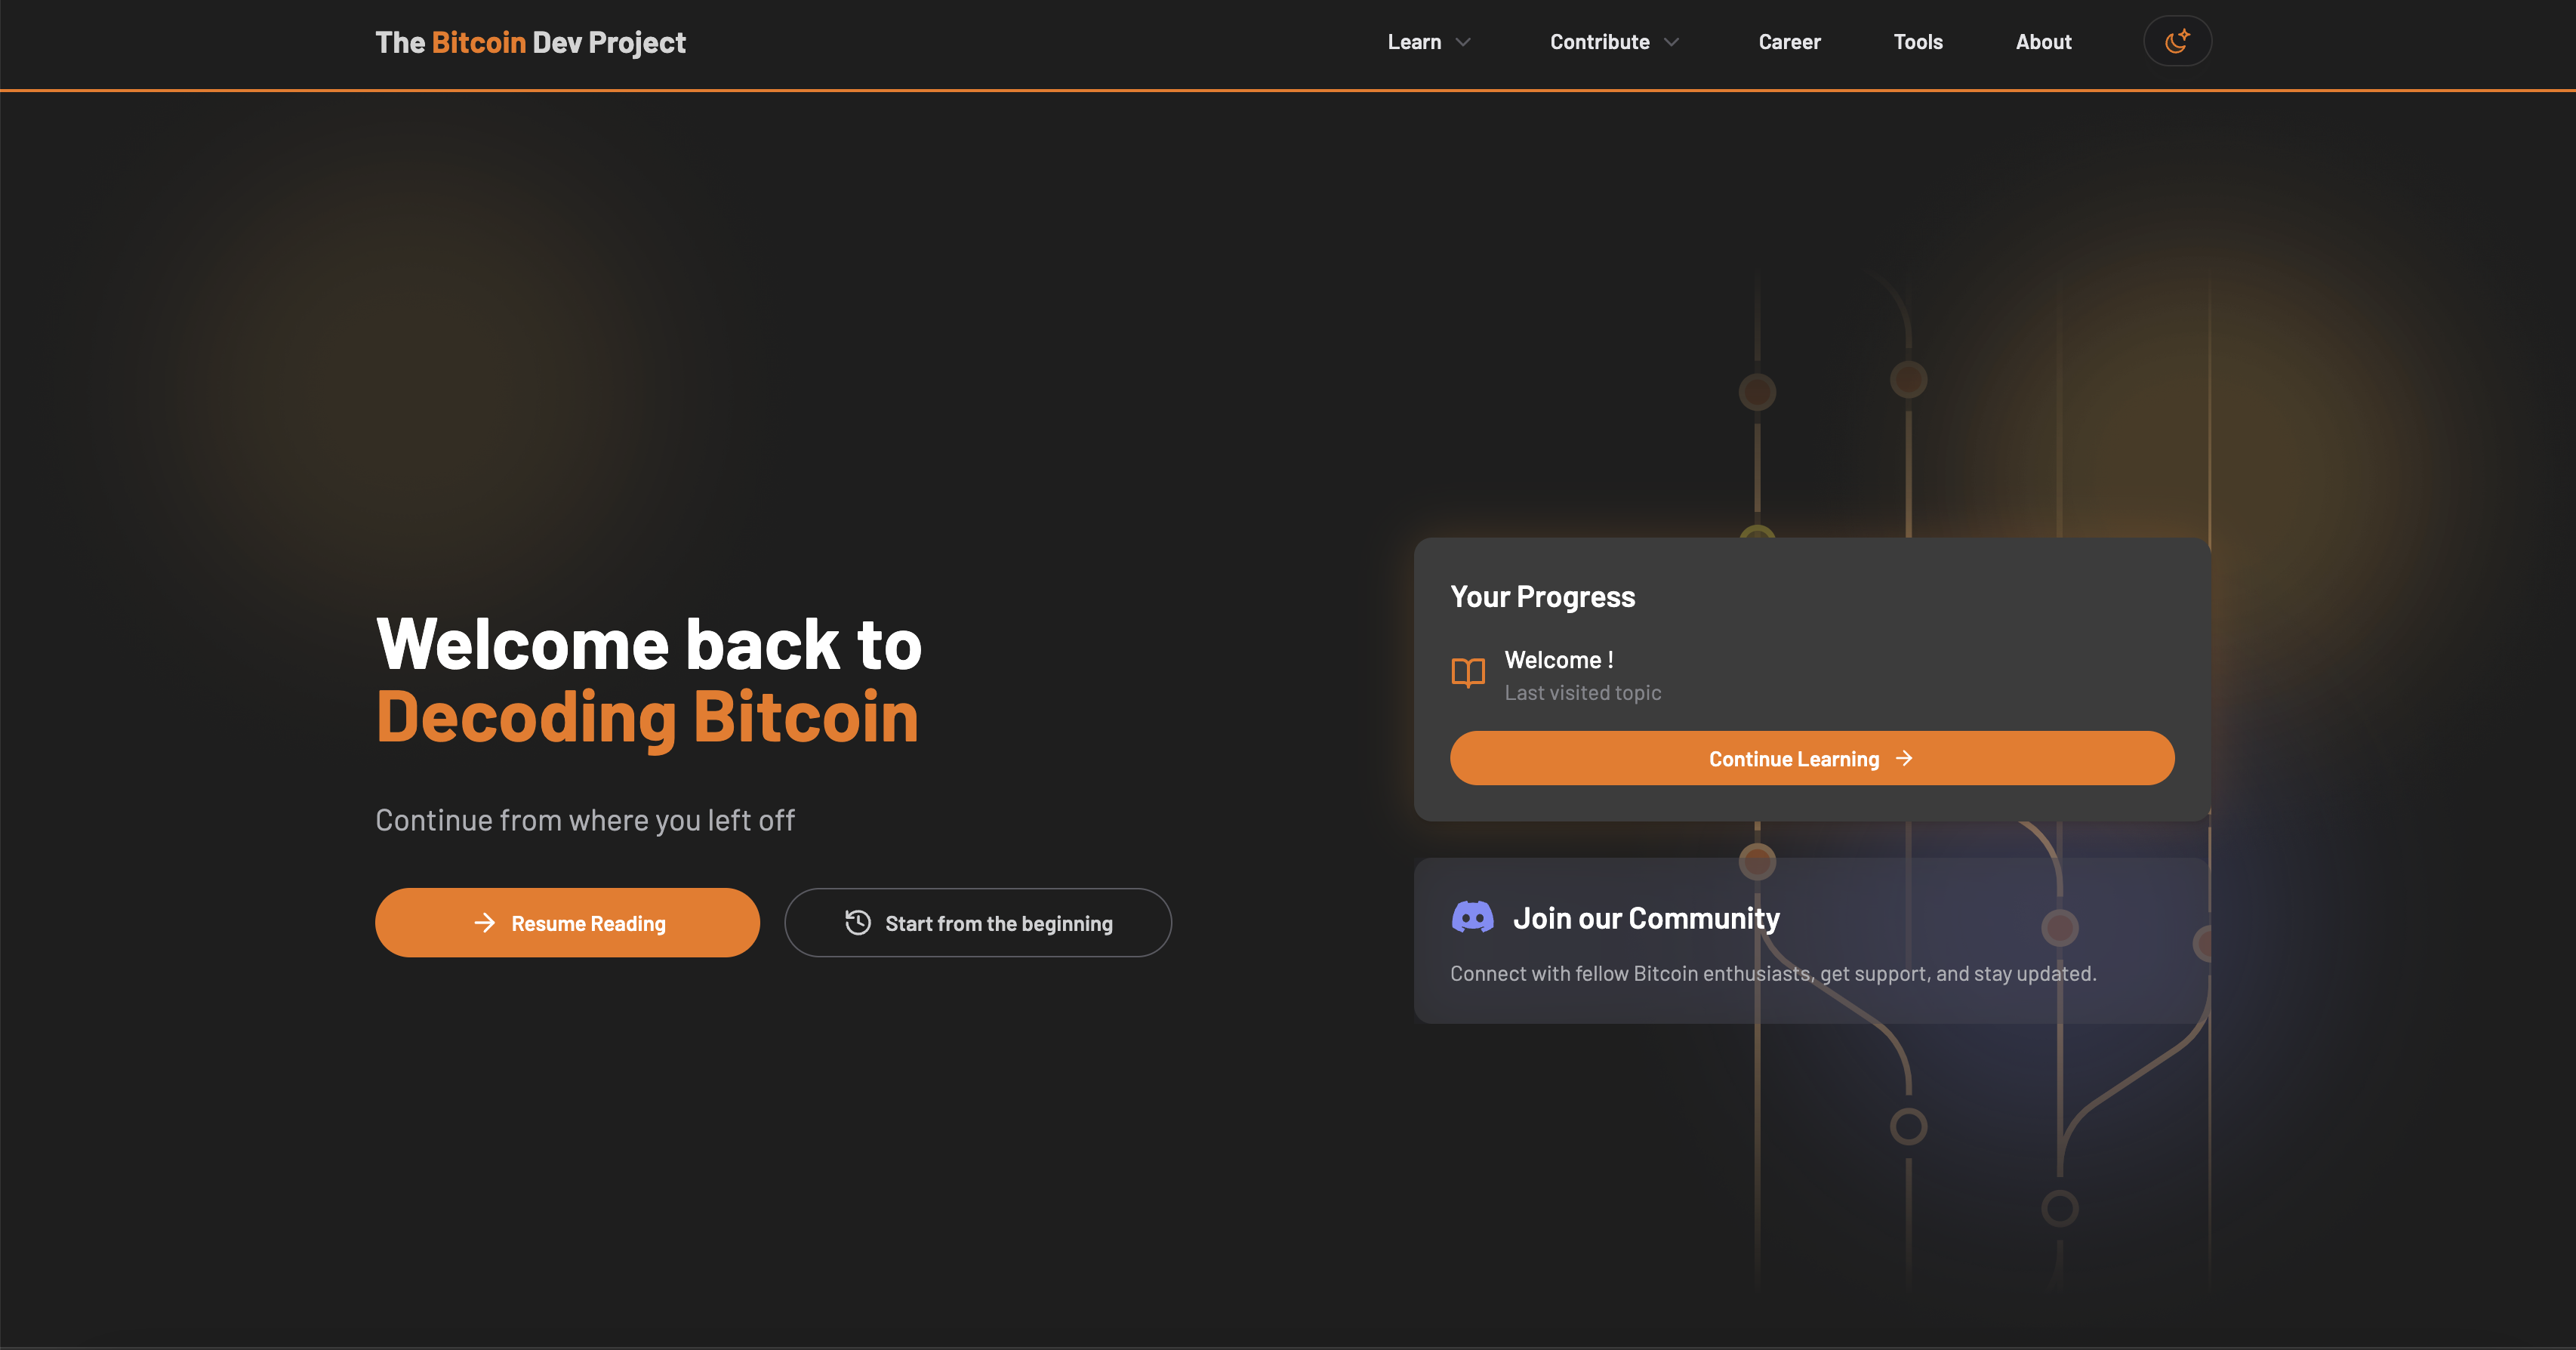 The Bitcoin Dev Project
Learn
Contribute
Career
Tools
About
Welcome back to
Decoding Bitcoin
Continue from where you left off
Resume Reading
Start from the beginning
Your Progress
Welcome !
Last visited topic
Continue Learning
Join our Community
Connect with fellow Bitcoin enthusiasts, get support, and stay updated.